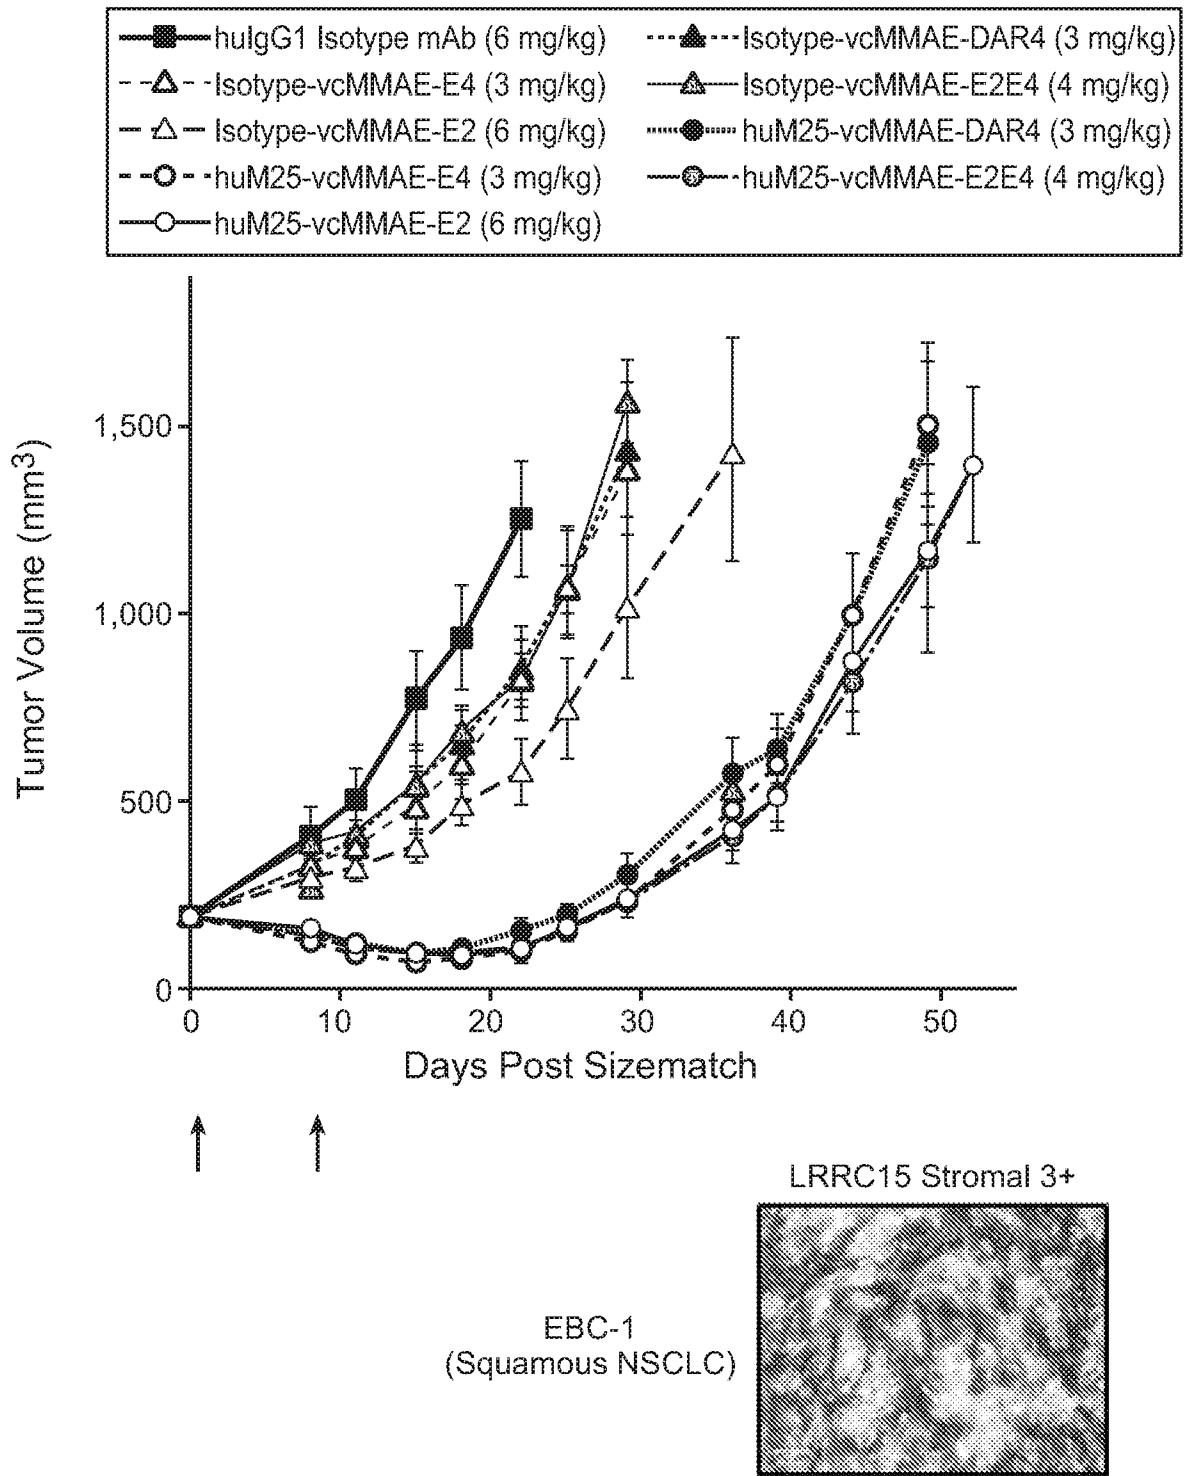 huIgG1 Isotype mAb (6 mg/kg)
Isotype-vcMMAE-DAR4 (3 mg/kg)
Isotype-vcMMAE-E4 (3 mg/kg)
Isotype-vcMMAE-E2E4 (4 mg/kg)
Isotype-vcMMAE-E2 (6 mg/kg)
huM25-vcMMAE-DAR4 (3 mg/kg)
huM25-vcMMAE-E4 (3 mg/kg)
huM25-vcMMAE-E2E4 (4 mg/kg)
huM25-vcMMAE-E2 (6 mg/kg)
Tumor Volume (mm³)
1,500
1,000
500
0
0 10 20 30 40 50
Days Post Sizematch
LRRC15 Stromal 3+
EBC-1
(Squamous NSCLC)